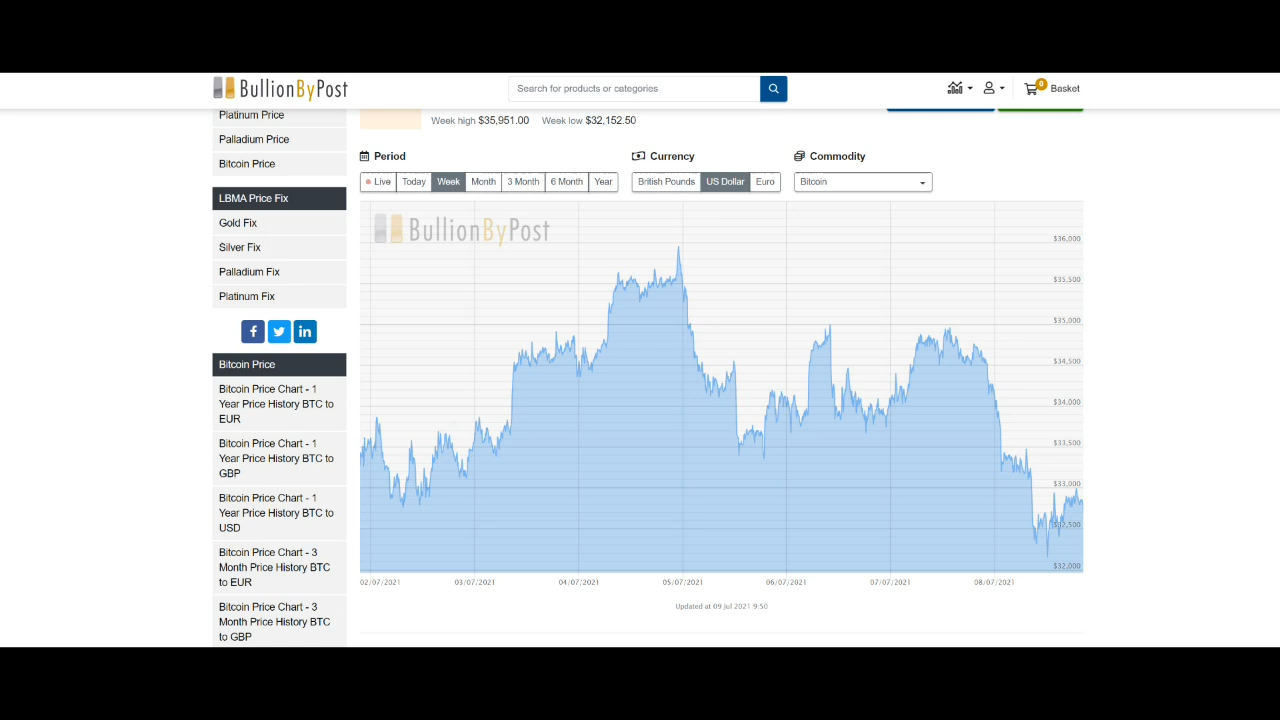 BullionByPost
Search for products or categories
0
Basket
Platinum Price
Palladium Price
Bitcoin Price
LBMA Price Fix
Gold Fix
Silver Fix
Palladium Fix
Platinum Fix
Bitcoin Price
Bitcoin Price Chart - 1
Year Price History BTC to
EUR
Bitcoin Price Chart - 1
Year Price History BTC to
GBP
Bitcoin Price Chart - 1
Year Price History BTC to
USD
Bitcoin Price Chart - 3
Month Price History BTC
to EUR
Bitcoin Price Chart - 3
Month Price History BTC
to GBP
Week high $35,951.00 Week low $32,152.50
Period
Live Today Week Month 3 Month 6 Month Year
Currency
British Pounds US Dollar Euro
Commodity
Bitcoin
BullionByPost
$36,000
$35,500
$35,000
$34,500
$34,000
$33,500
$33,000
$32,500
$32,000
02/07/2021 03/07/2021 04/07/2021 05/07/2021 06/07/2021 07/07/2021 08/07/2021
Updated at 09 Jul 2021 9:50